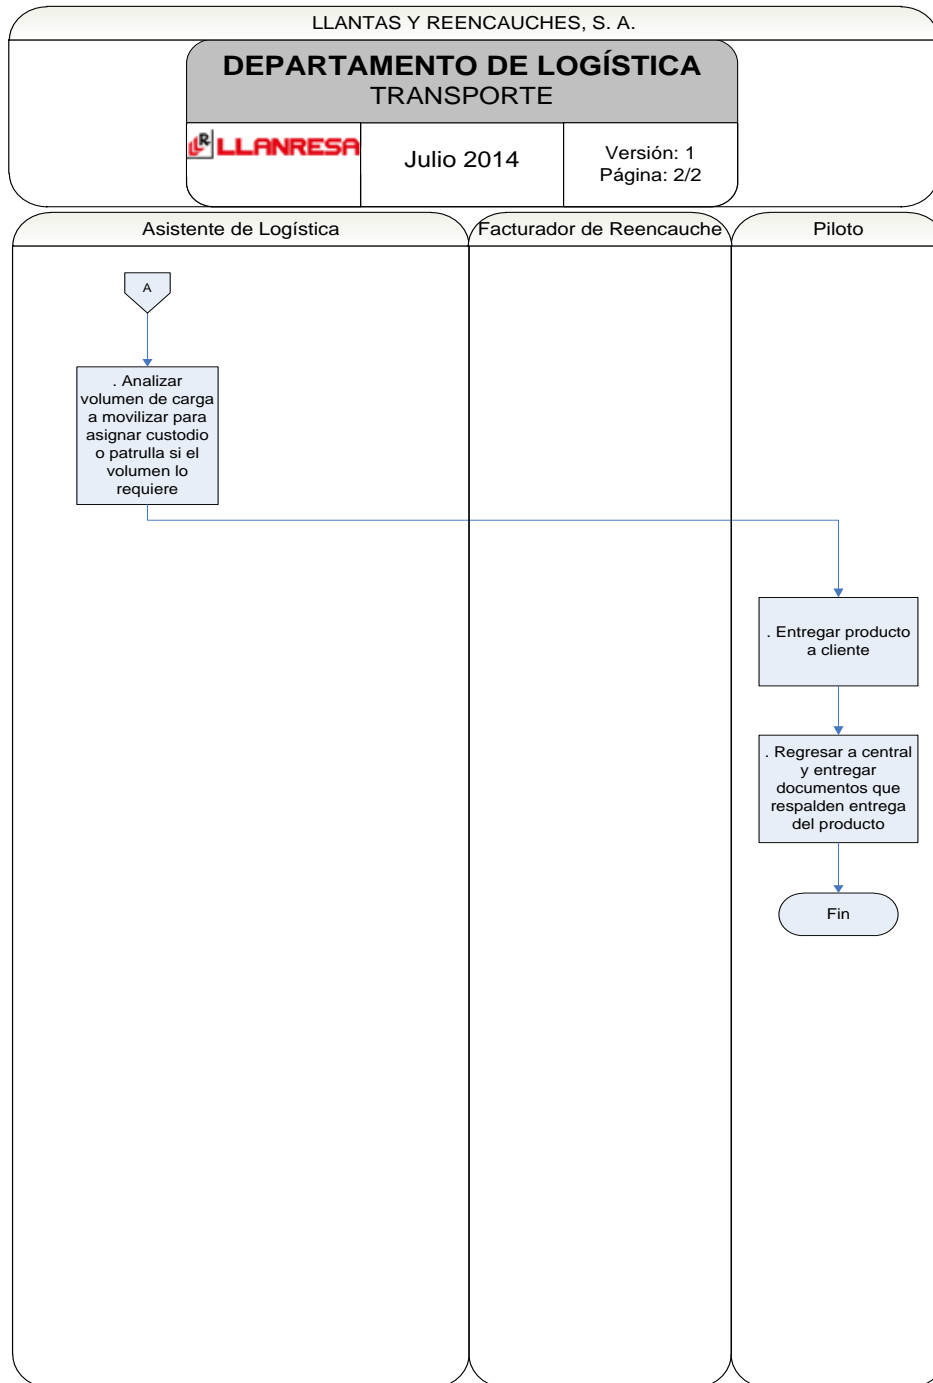 LLANTAS Y REENCAUCHES, S. A.
DEPARTAMENTO DE LOGÍSTICA
TRANSPORTE
LR LLANRESA
Julio 2014
Versión: 1
Página: 2/2
Asistente de Logística
Facturador de Reencauche
Piloto
A
. Analizar
volumen de carga
a movilizar para
asignar custodio
o patrulla si el
volumen lo
requiere
. Entregar producto
a cliente
. Regresar a central
y entregar
documentos que
respalden entrega
del producto
Fin